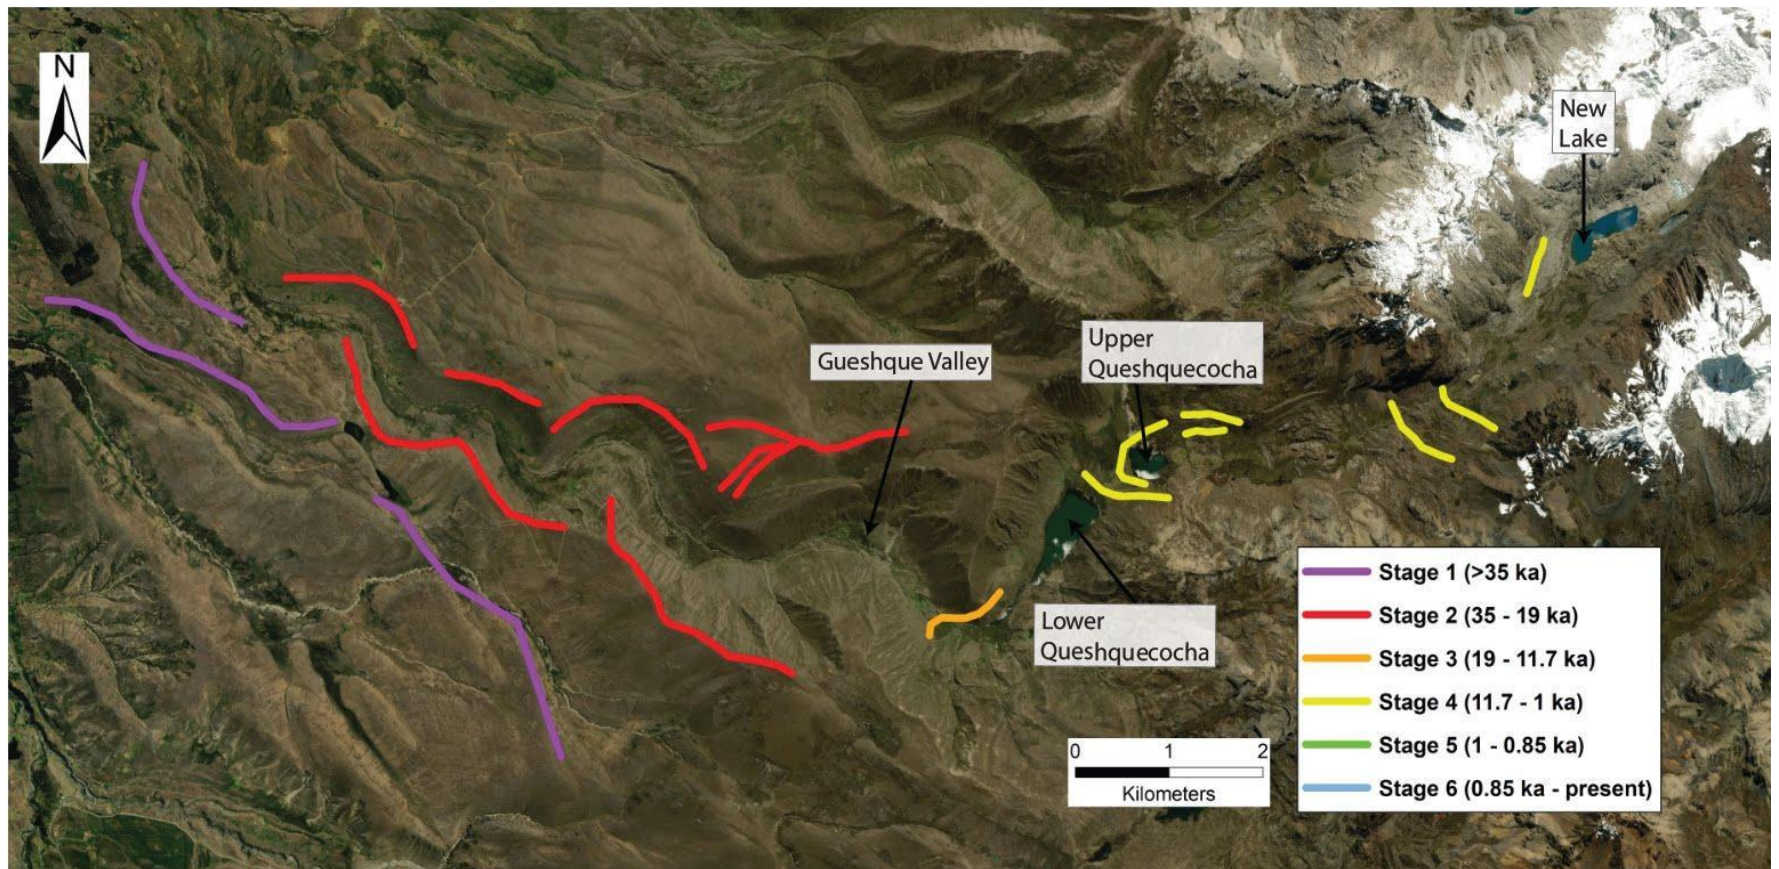 N
New
Lake
Upper
Queshquecocha
Gueshque Valley
Lower
Queshquecocha
Stage 1 (>35 ka)
Stage 2 (35 - 19 ka)
Stage 3 (19 - 11.7 ka)
Stage 4 (11.7 - 1 ka)
Stage 5 (1 - 0.85 ka)
Stage 6 (0.85 ka - present)
0 1 2
Kilometers